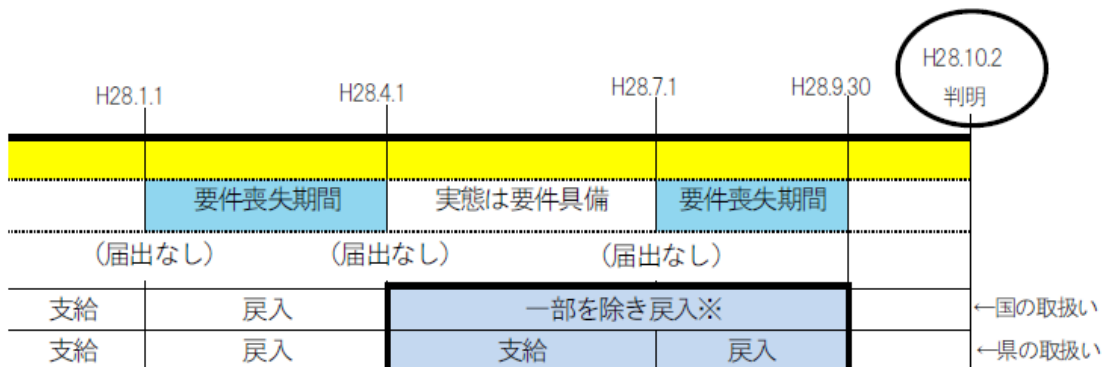 H28.10.2
判明
H28.1.1 H28.4.1 H28.7.1 H28.9.30
要件喪失期間 実態は要件具備 要件喪失期間
（届出なし） （届出なし） （届出なし）
支給 戻入 一部を除き戻入※ ←国の取扱い
支給 戻入 支給 戻入 ←県の取扱い